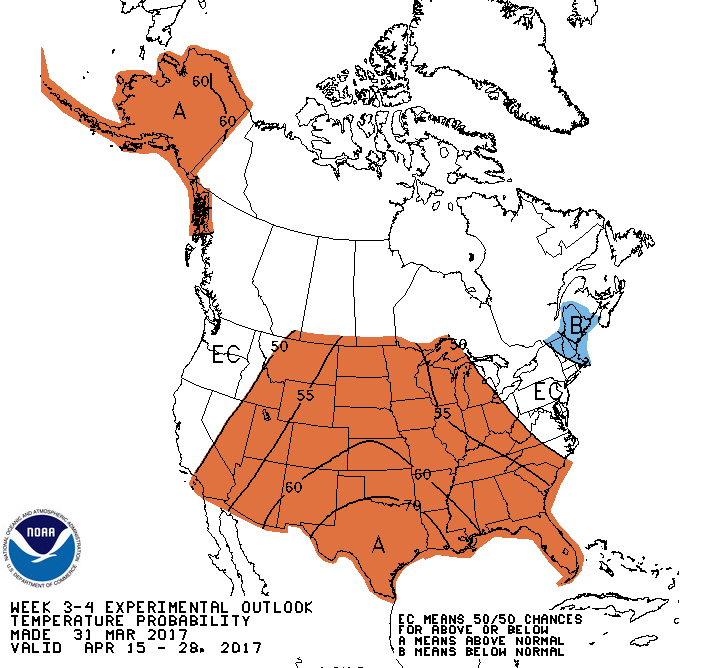 60
A
60
B
50
50
EC
EC
55
55
60
60
70
A
NATIONAL OCEANIC AND ATMOSPHERIC ADMINISTRATION
NOAA
U.S. DEPARTMENT OF COMMERCE
WEEK 3-4 EXPERIMENTAL OUTLOOK
TEMPERATURE PROBABILITY
MADE 31 MAR 2017
VALID APR 15 - 28, 2017
EC MEANS 50/50 CHANCES
FOR ABOVE OR BELOW
A MEANS ABOVE NORMAL
B MEANS BELOW NORMAL